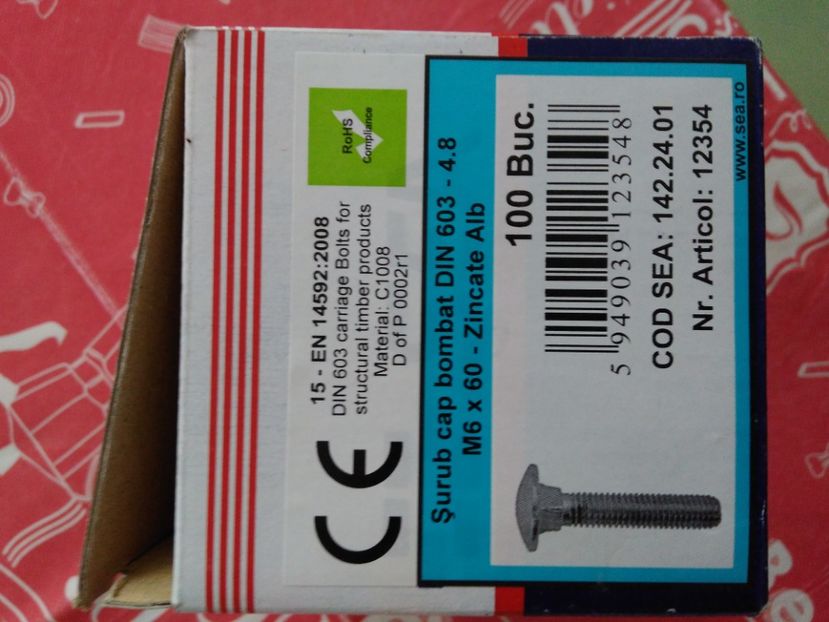 RoHS
Compliance
15 - EN 14592:2008
DIN 603 carriage Bolts for
structural timber products
Material: C1008
D of P 0002r1
CE
Şurub cap bombat DIN 603 - 4.8
M6 x 60 - Zincate Alb
100 Buc.
5 949039 123548
COD SEA: 142.24.01
Nr. Articol: 12354
www.sea.ro